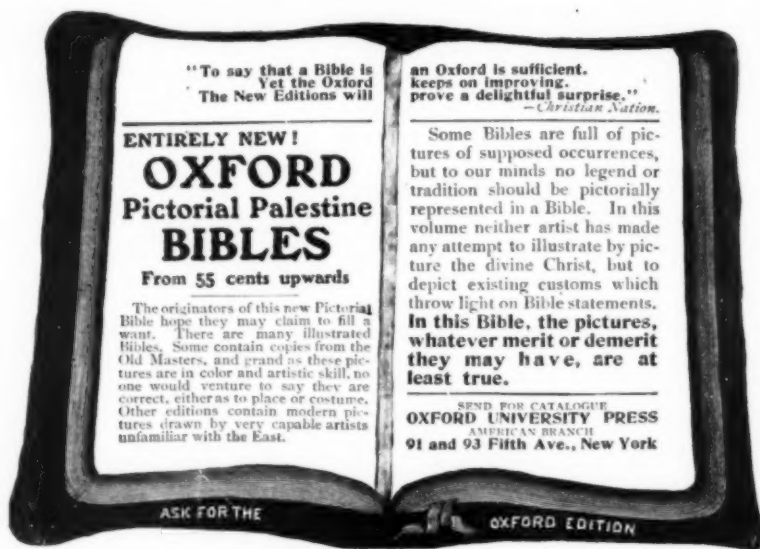 "To say that a Bible is an Oxford is sufficient.
Yet the Oxford keeps on improving.
The New Editions will prove a delightful surprise."
—Christian Nation.
ENTIRELY NEW!
OXFORD
Pictorial Palestine
BIBLES
From 55 cents upwards
The originators of this new Pictorial
Bible hope they may claim to fill a
want. There are many illustrated
Bibles. Some contain copies from the
Old Masters, and grand as these pic-
tures are in color and artistic skill, no
one would venture to say they are
correct, either as to place or costume.
Other editions contain modern pic-
tures drawn by very capable artists
unfamiliar with the East.
Some Bibles are full of pic-
tures of supposed occurrences,
but to our minds no legend or
tradition should be pictorially
represented in a Bible. In this
volume neither artist has made
any attempt to illustrate by pic-
ture the divine Christ, but to
depict existing customs which
throw light on Bible statements.
In this Bible, the pictures,
whatever merit or demerit
they may have, are at
least true.
SEND FOR CATALOGUE
OXFORD UNIVERSITY PRESS
AMERICAN BRANCH
91 and 93 Fifth Ave., New York
ASK FOR THE OXFORD EDITION